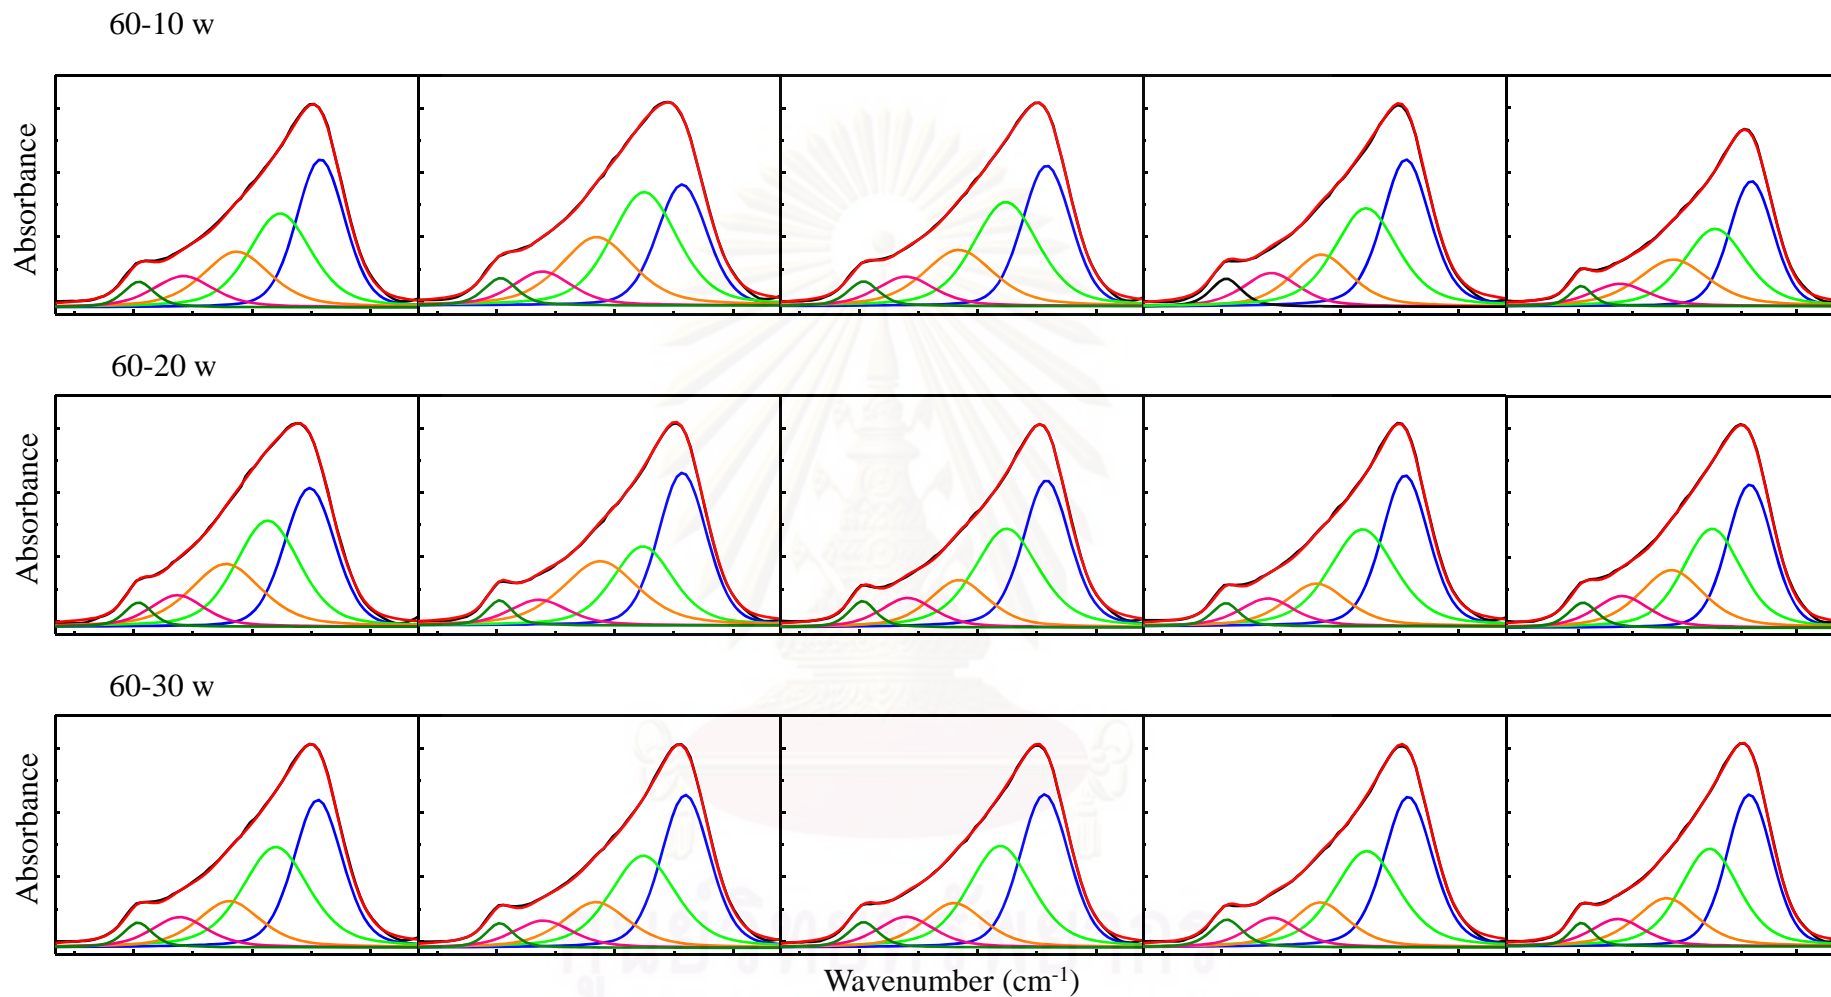 60-10 w
Absorbance
60-20 w
Absorbance
60-30 w
Absorbance
Wavenumber (cm⁻¹)